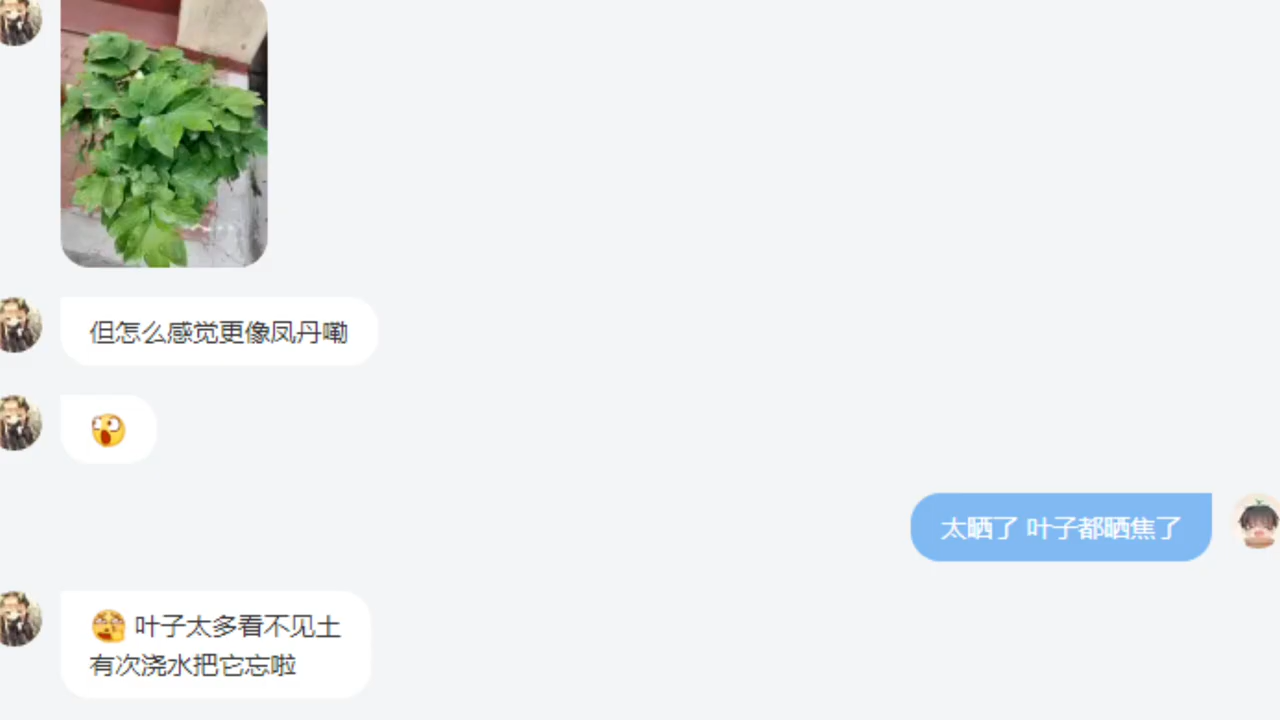 但怎么感觉更像凤丹嘞
太晒了 叶子都晒焦了
叶子太多看不见土
有次浇水把它忘啦